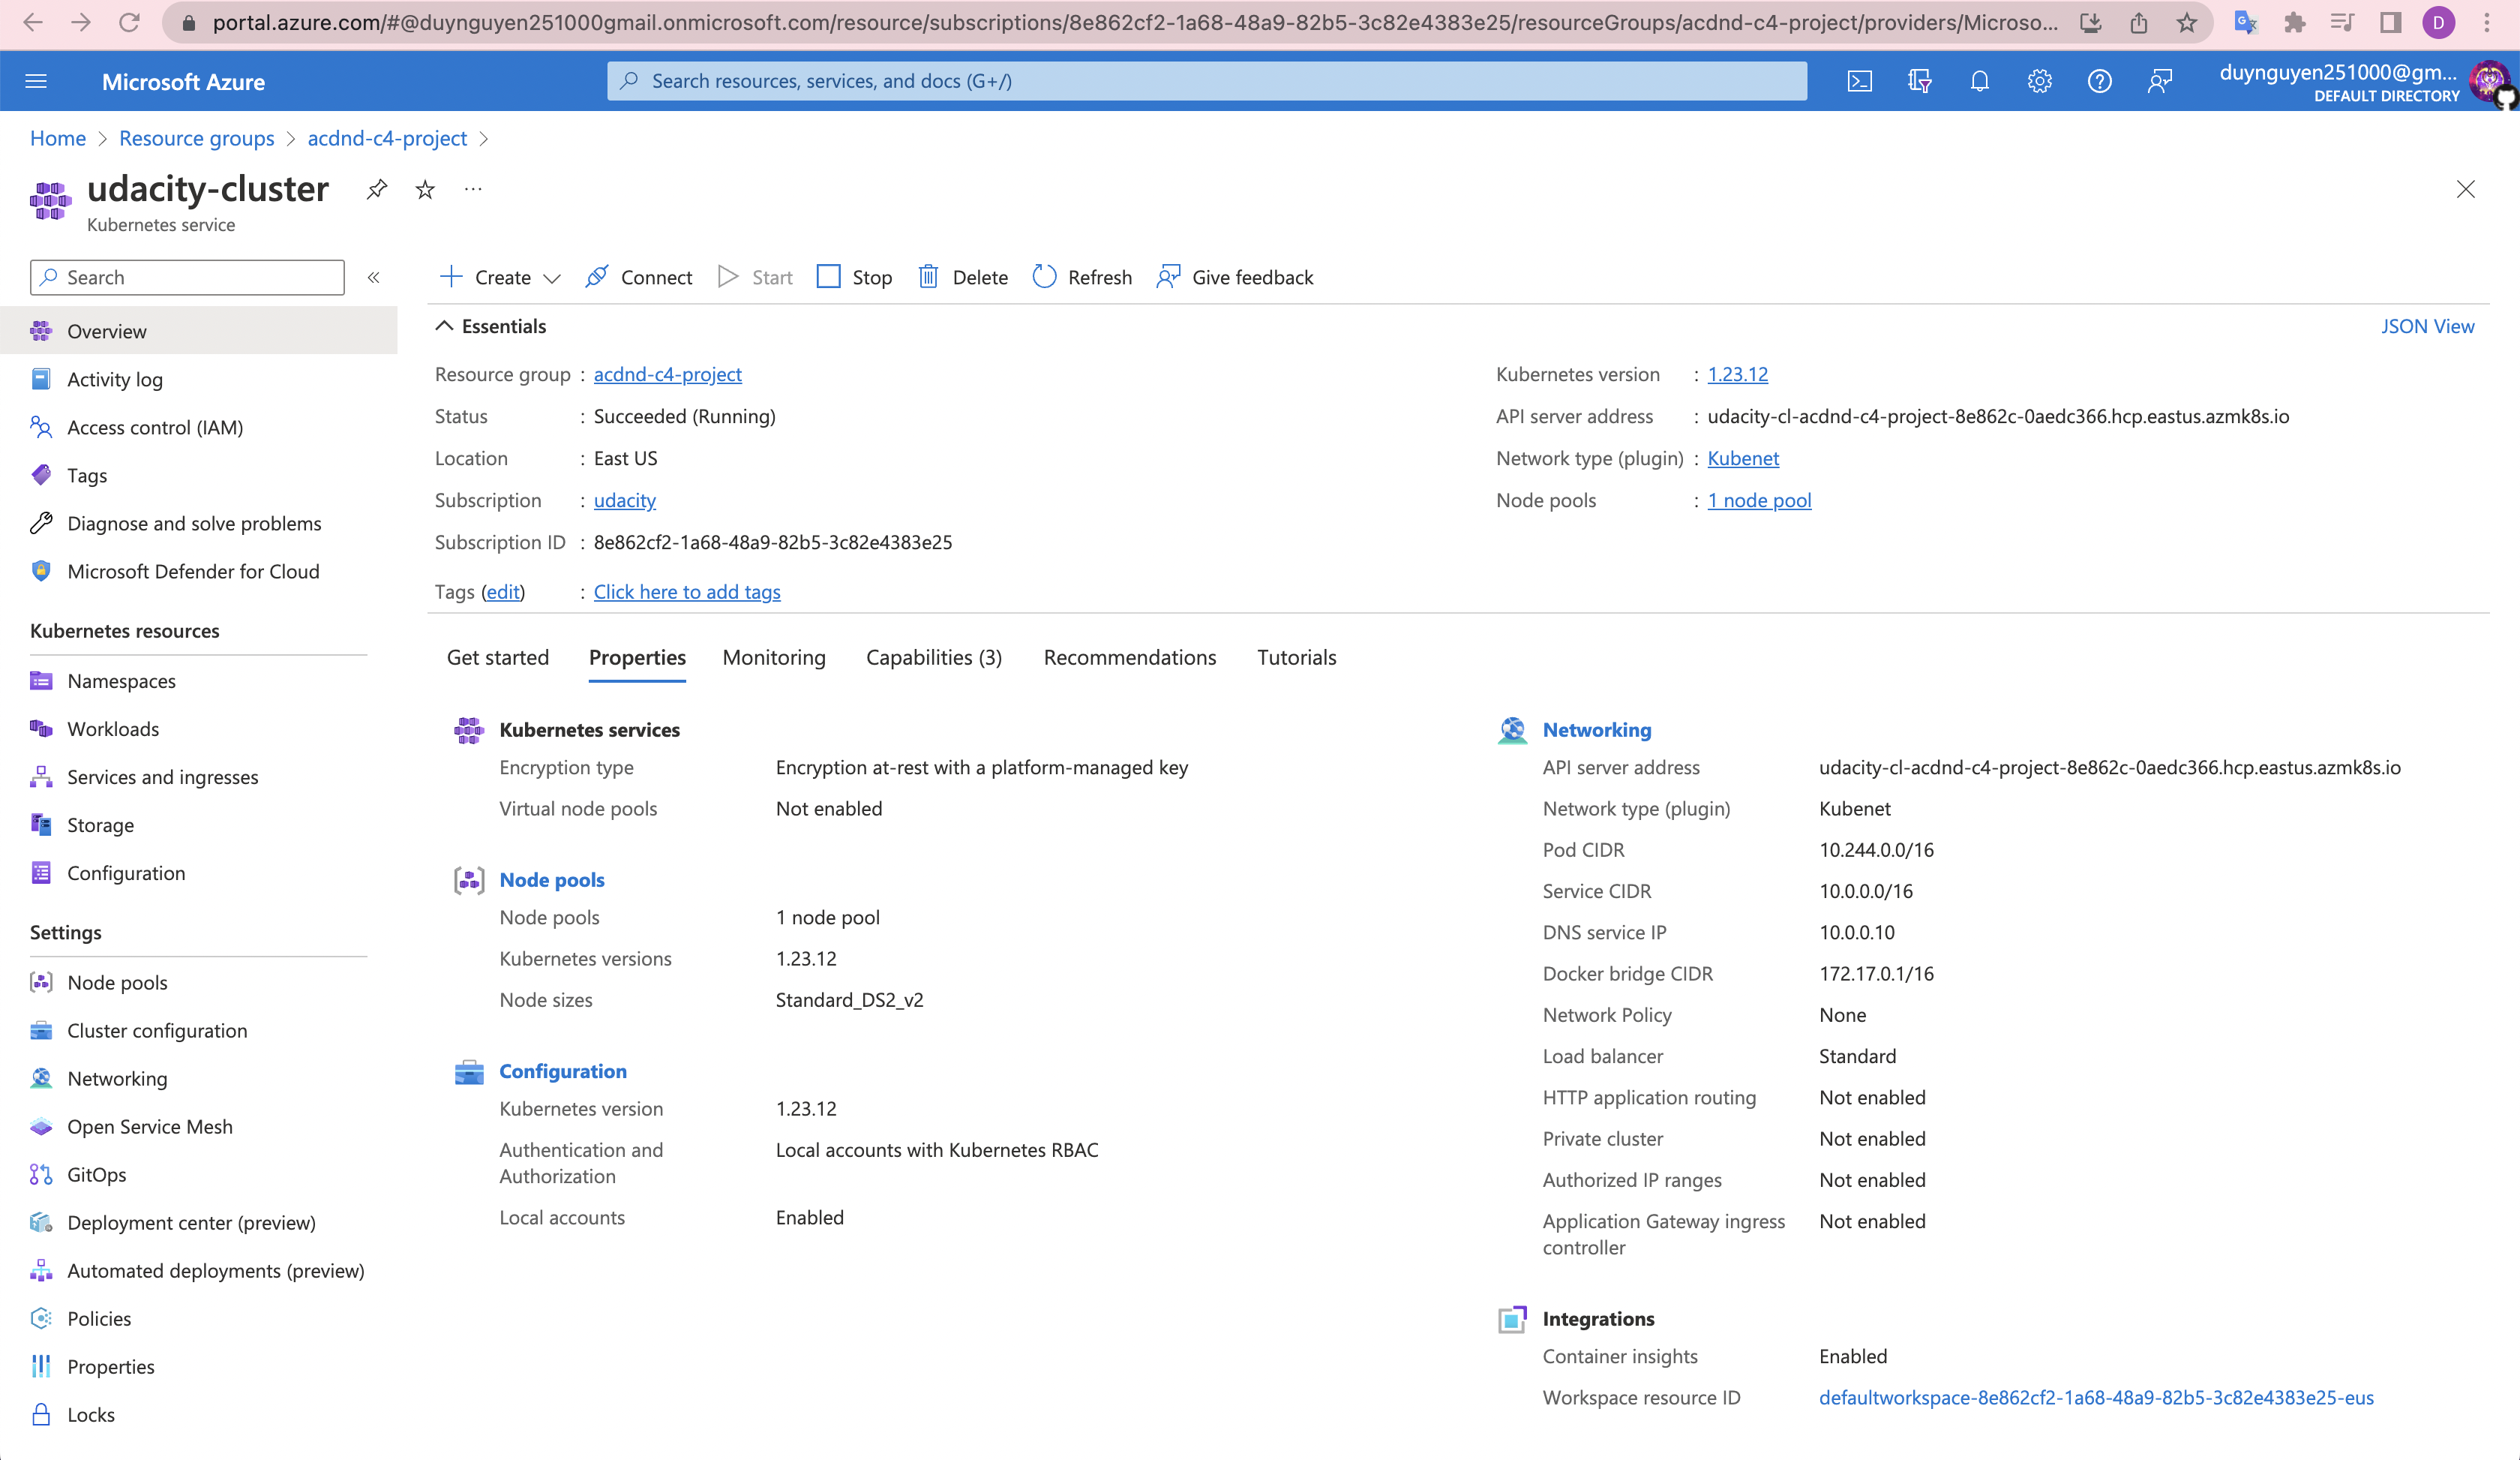 portal.azure.com/#@duynguyen251000gmail.onmicrosoft.com/resource/subscriptions/8e862cf2-1a68-48a9-82b5-3c82e4383e25/resourceGroups/acdnd-c4-project/providers/Microso...
D
Microsoft Azure
Search resources, services, and docs (G+/)
duynguyen251000@gm...
DEFAULT DIRECTORY
Home > Resource groups > acdnd-c4-project >
udacity-cluster
Kubernetes service
Search
Create
Connect
Start
Stop
Delete
Refresh
Give feedback
Overview
Activity log
Access control (IAM)
Tags
Diagnose and solve problems
Microsoft Defender for Cloud
Kubernetes resources
Namespaces
Workloads
Services and ingresses
Storage
Configuration
Settings
Node pools
Cluster configuration
Networking
Open Service Mesh
GitOps
Deployment center (preview)
Automated deployments (preview)
Policies
Properties
Locks
Essentials
JSON View
Resource group : acdnd-c4-project
Status : Succeeded (Running)
Location : East US
Subscription : udacity
Subscription ID : 8e862cf2-1a68-48a9-82b5-3c82e4383e25
Tags (edit) : Click here to add tags
Kubernetes version : 1.23.12
API server address : udacity-cl-acdnd-c4-project-8e862c-0aedc366.hcp.eastus.azmk8s.io
Network type (plugin) : Kubenet
Node pools : 1 node pool
Get started
Properties
Monitoring
Capabilities (3)
Recommendations
Tutorials
Kubernetes services
Encryption type Encryption at-rest with a platform-managed key
Virtual node pools Not enabled
Node pools
Node pools 1 node pool
Kubernetes versions 1.23.12
Node sizes Standard_DS2_v2
Configuration
Kubernetes version 1.23.12
Authentication and Local accounts with Kubernetes RBAC
Authorization
Local accounts Enabled
Networking
API server address udacity-cl-acdnd-c4-project-8e862c-0aedc366.hcp.eastus.azmk8s.io
Network type (plugin) Kubenet
Pod CIDR 10.244.0.0/16
Service CIDR 10.0.0.0/16
DNS service IP 10.0.0.10
Docker bridge CIDR 172.17.0.1/16
Network Policy None
Load balancer Standard
HTTP application routing Not enabled
Private cluster Not enabled
Authorized IP ranges Not enabled
Application Gateway ingress Not enabled
controller
Integrations
Container insights Enabled
Workspace resource ID defaultworkspace-8e862cf2-1a68-48a9-82b5-3c82e4383e25-eus